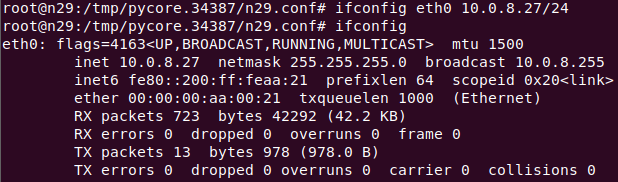 root@n29:/tmp/pycore.34387/n29.conf# ifconfig eth0 10.0.8.27/24
root@n29:/tmp/pycore.34387/n29.conf# ifconfig
eth0: flags=4163<UP,BROADCAST,RUNNING,MULTICAST>  mtu 1500
        inet 10.0.8.27  netmask 255.255.255.0  broadcast 10.0.8.255
        inet6 fe80::200:ff:feaa:21  prefixlen 64  scopeid 0x20<link>
        ether 00:00:00:aa:00:21  txqueuelen 1000  (Ethernet)
        RX packets 723  bytes 42292 (42.2 KB)
        RX errors 0  dropped 0  overruns 0  frame 0
        TX packets 13  bytes 978 (978.0 B)
        TX errors 0  dropped 0 overruns 0  carrier 0  collisions 0